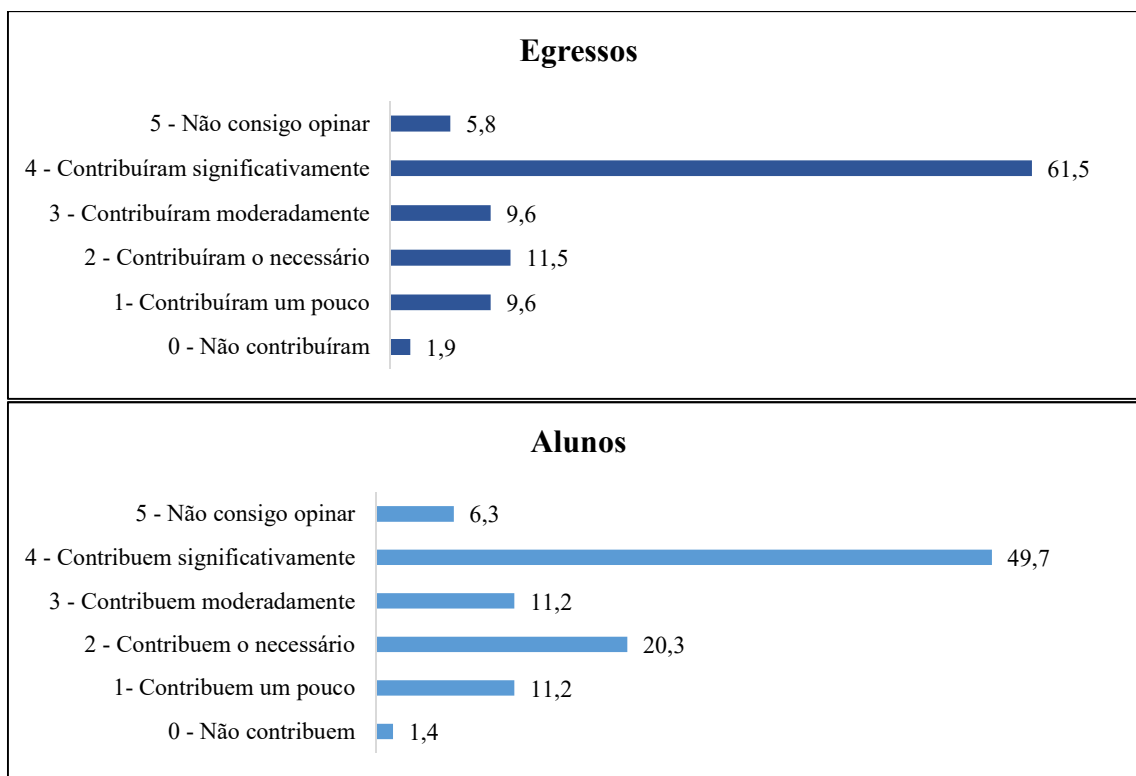 Egressos
5 - Não consigo opinar 5,8
4 - Contribuíram significativamente 61,5
3 - Contribuíram moderadamente 9,6
2 - Contribuíram o necessário 11,5
1- Contribuíram um pouco 9,6
0 - Não contribuíram 1,9
Alunos
5 - Não consigo opinar 6,3
4 - Contribuem significativamente 49,7
3 - Contribuem moderadamente 11,2
2 - Contribuem o necessário 20,3
1- Contribuem um pouco 11,2
0 - Não contribuem 1,4